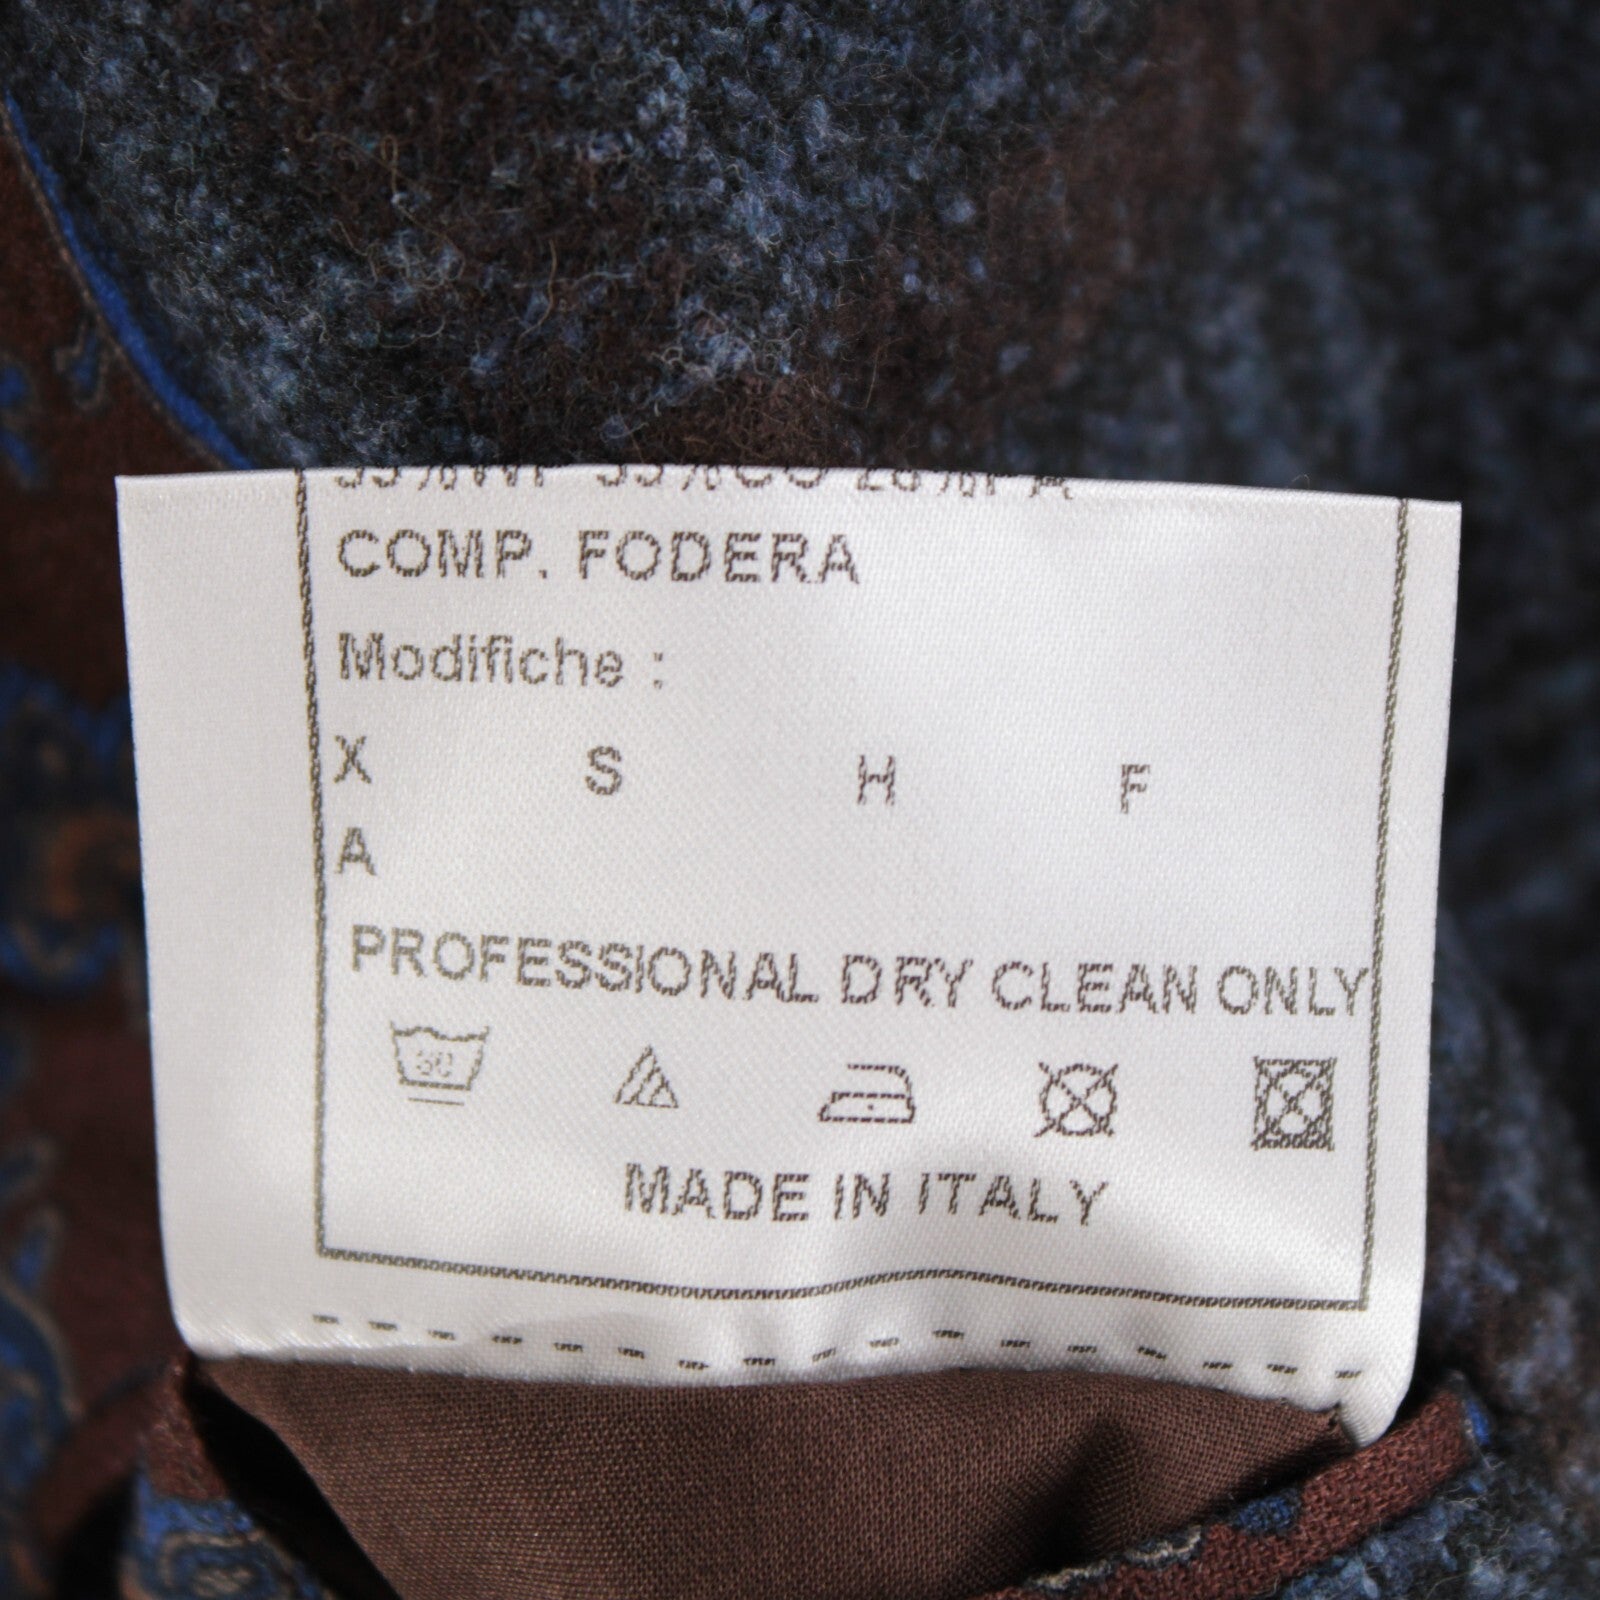 COMP. FODERA
Modifiche :
X S H F
A
PROFESSIONAL DRY CLEAN ONLY
30
MADE IN ITALY